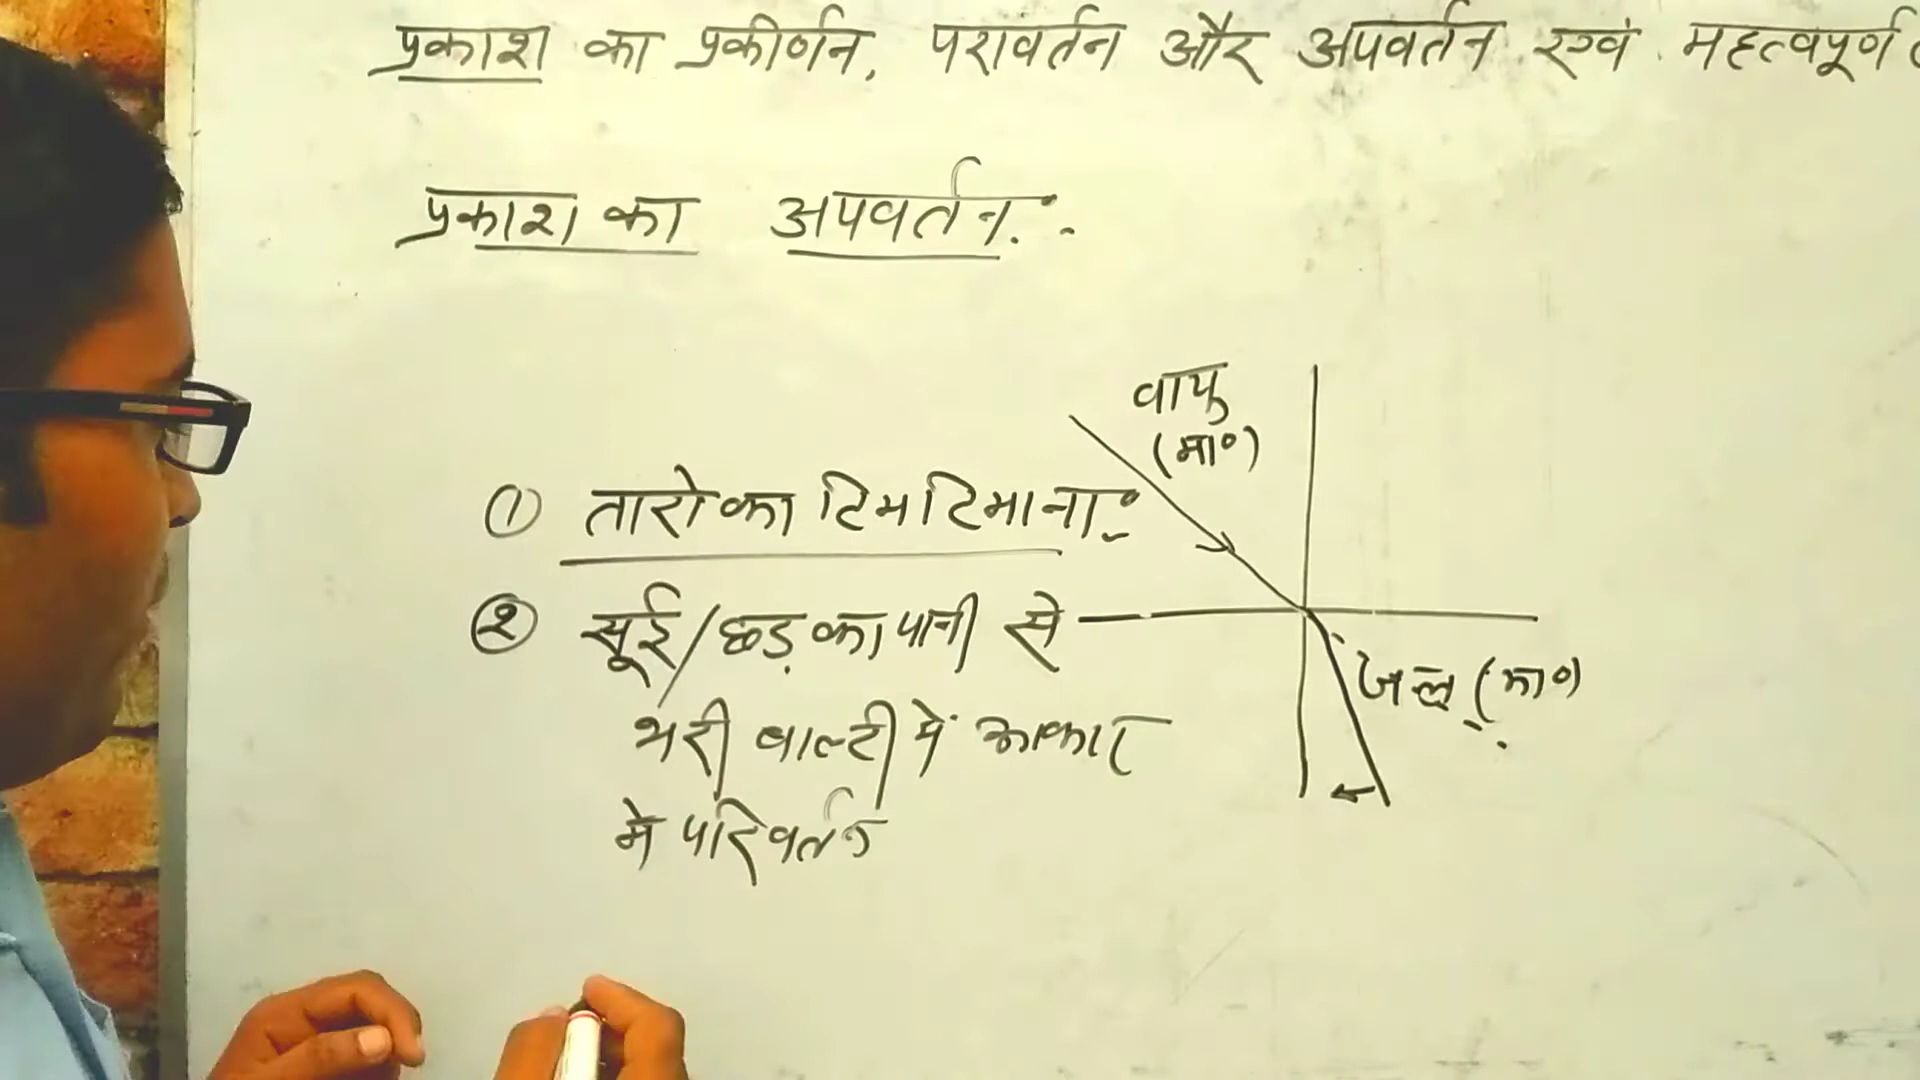 प्रकाश का प्रकीर्णन, परावर्तन और अपवर्तन एवं महत्वपूर्ण
प्रकाश का अपवर्तन :-
वायु
(मा०)
① तारो का टिमटिमाना :-
② सूई/छड़ का पानी से
जल (मा०)
भरी बाल्टी में आकार
मे परिवर्तन